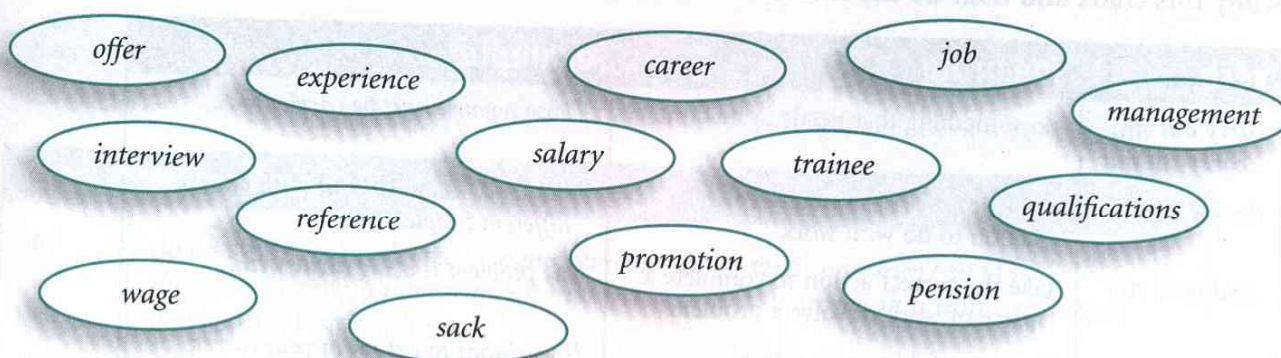 offer
experience
career
job
management
interview
salary
trainee
qualifications
reference
promotion
pension
wage
sack